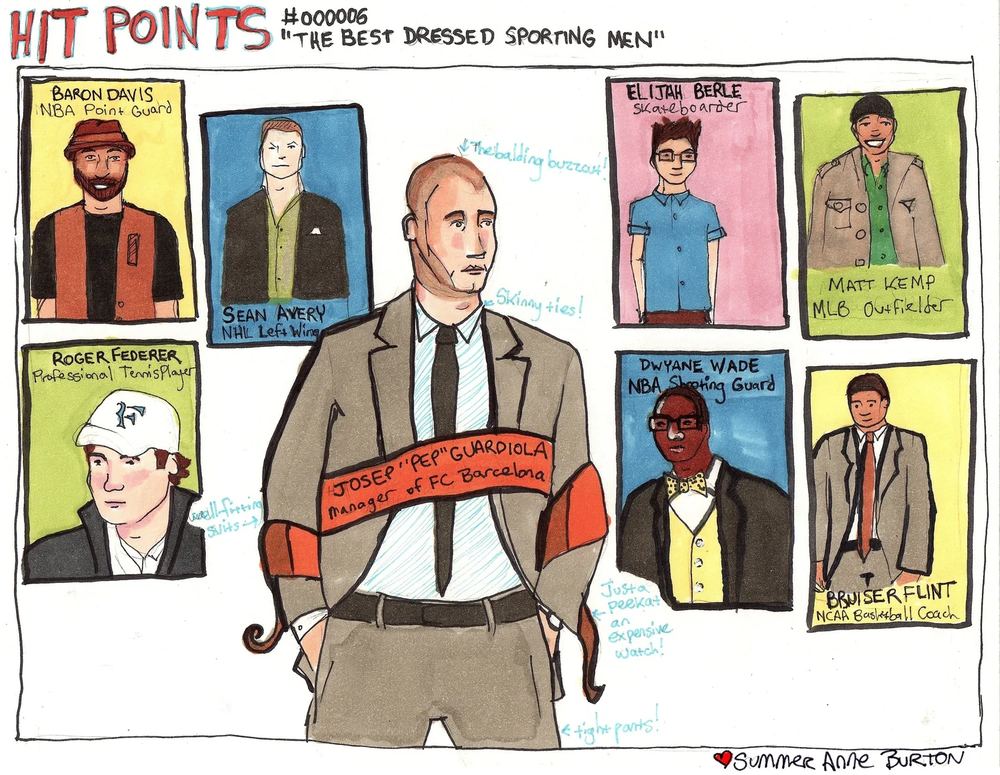 HIT POINTS #000006
"THE BEST DRESSED SPORTING MEN"
BARON DAVIS
NBA Point Guard
SEAN AVERY
NHL Left Wing
ROGER FEDERER
Professional Tennis Player
F
well-fitting
suits →
↓ The balding buzzcut!
← Skinny ties!
JOSEP "PEP" GUARDIOLA
manager of FC Barcelona
← Just a
peek at
an
expensive
watch!
← tight pants!
ELIJAH BERLE
Skateboarder
MATT KEMP
MLB Outfielder
DWYANE WADE
NBA Shooting Guard
BRUISER FLINT
NCAA Basketball Coach
♥SUMMER ANNE BURTON